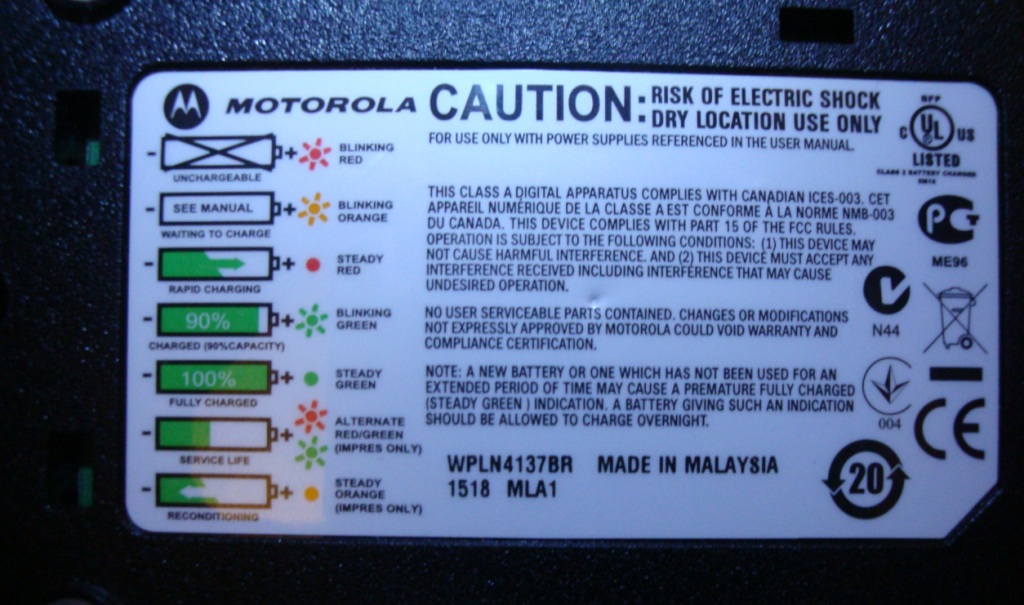 MOTOROLA
CAUTION: RISK OF ELECTRIC SHOCK
DRY LOCATION USE ONLY
FOR USE ONLY WITH POWER SUPPLIES REFERENCED IN THE USER MANUAL.
- + BLINKING
RED
UNCHARGEABLE
- SEE MANUAL + BLINKING
ORANGE
WAITING TO CHARGE
- + STEADY
RED
RAPID CHARGING
- 90% + BLINKING
GREEN
CHARGED (90%CAPACITY)
- 100% + STEADY
GREEN
FULLY CHARGED
- + ALTERNATE
RED/GREEN
(IMPRES ONLY)
SERVICE LIFE
- + STEADY
ORANGE
(IMPRES ONLY)
RECONDITIONING
THIS CLASS A DIGITAL APPARATUS COMPLIES WITH CANADIAN ICES-003. CET
APPAREIL NUMÉRIQUE DE LA CLASSE A EST CONFORME À LA NORME NMB-003
DU CANADA. THIS DEVICE COMPLIES WITH PART 15 OF THE FCC RULES.
OPERATION IS SUBJECT TO THE FOLLOWING CONDITIONS: (1) THIS DEVICE MAY
NOT CAUSE HARMFUL INTERFERENCE. AND (2) THIS DEVICE MUST ACCEPT ANY
INTERFERENCE RECEIVED INCLUDING INTERFERENCE THAT MAY CAUSE
UNDESIRED OPERATION.
NO USER SERVICEABLE PARTS CONTAINED. CHANGES OR MODIFICATIONS
NOT EXPRESSLY APPROVED BY MOTOROLA COULD VOID WARRANTY AND
COMPLIANCE CERTIFICATION.
NOTE: A NEW BATTERY OR ONE WHICH HAS NOT BEEN USED FOR AN
EXTENDED PERIOD OF TIME MAY CAUSE A PREMATURE FULLY CHARGED
(STEADY GREEN ) INDICATION. A BATTERY GIVING SUCH AN INDICATION
SHOULD BE ALLOWED TO CHARGE OVERNIGHT.
WPLN4137BR MADE IN MALAYSIA
1518 MLA1
C UL US
LISTED
CLASS 2 BATTERY CHARGER
ME96
N44
004
CE
20